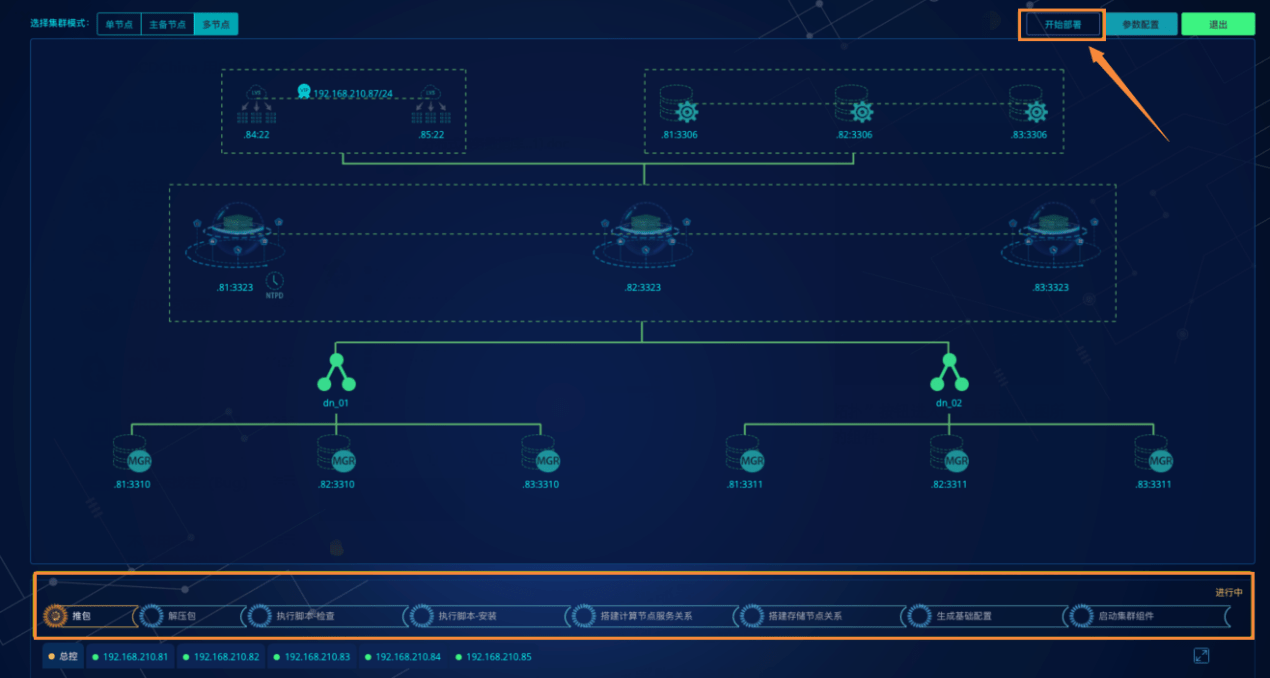 选择集群模式: 单节点 主备节点 多节点 开始部署 参数配置 退出
LVS VIP 192.168.210.87/24 LVS
.84:22 .85:22 .81:3306 .82:3306 .83:3306
.81:3323 NTPD .82:3323 .83:3323
dn_01 dn_02
MGR MGR MGR MGR MGR MGR
.81:3310 .82:3310 .83:3310 .81:3311 .82:3311 .83:3311
进行中
推包 解压包 执行脚本-检查 执行脚本-安装 搭建计算节点服务关系 搭建存储节点关系 生成基础配置 启动集群组件
总控 192.168.210.81 192.168.210.82 192.168.210.83 192.168.210.84 192.168.210.85